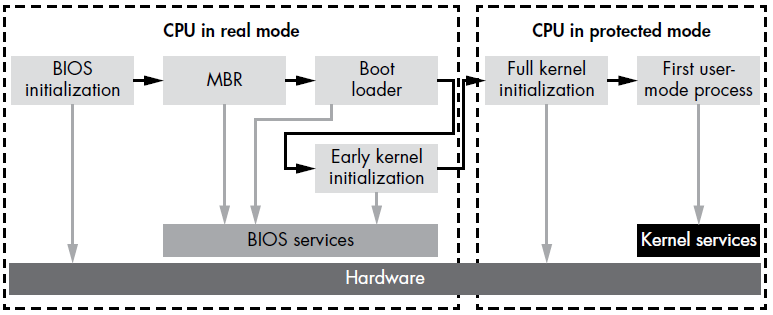 CPU in real mode
CPU in protected mode
BIOS
initialization
MBR
Boot
loader
Full kernel
initialization
First user-
mode process
Early kernel
initialization
BIOS services
Kernel services
Hardware